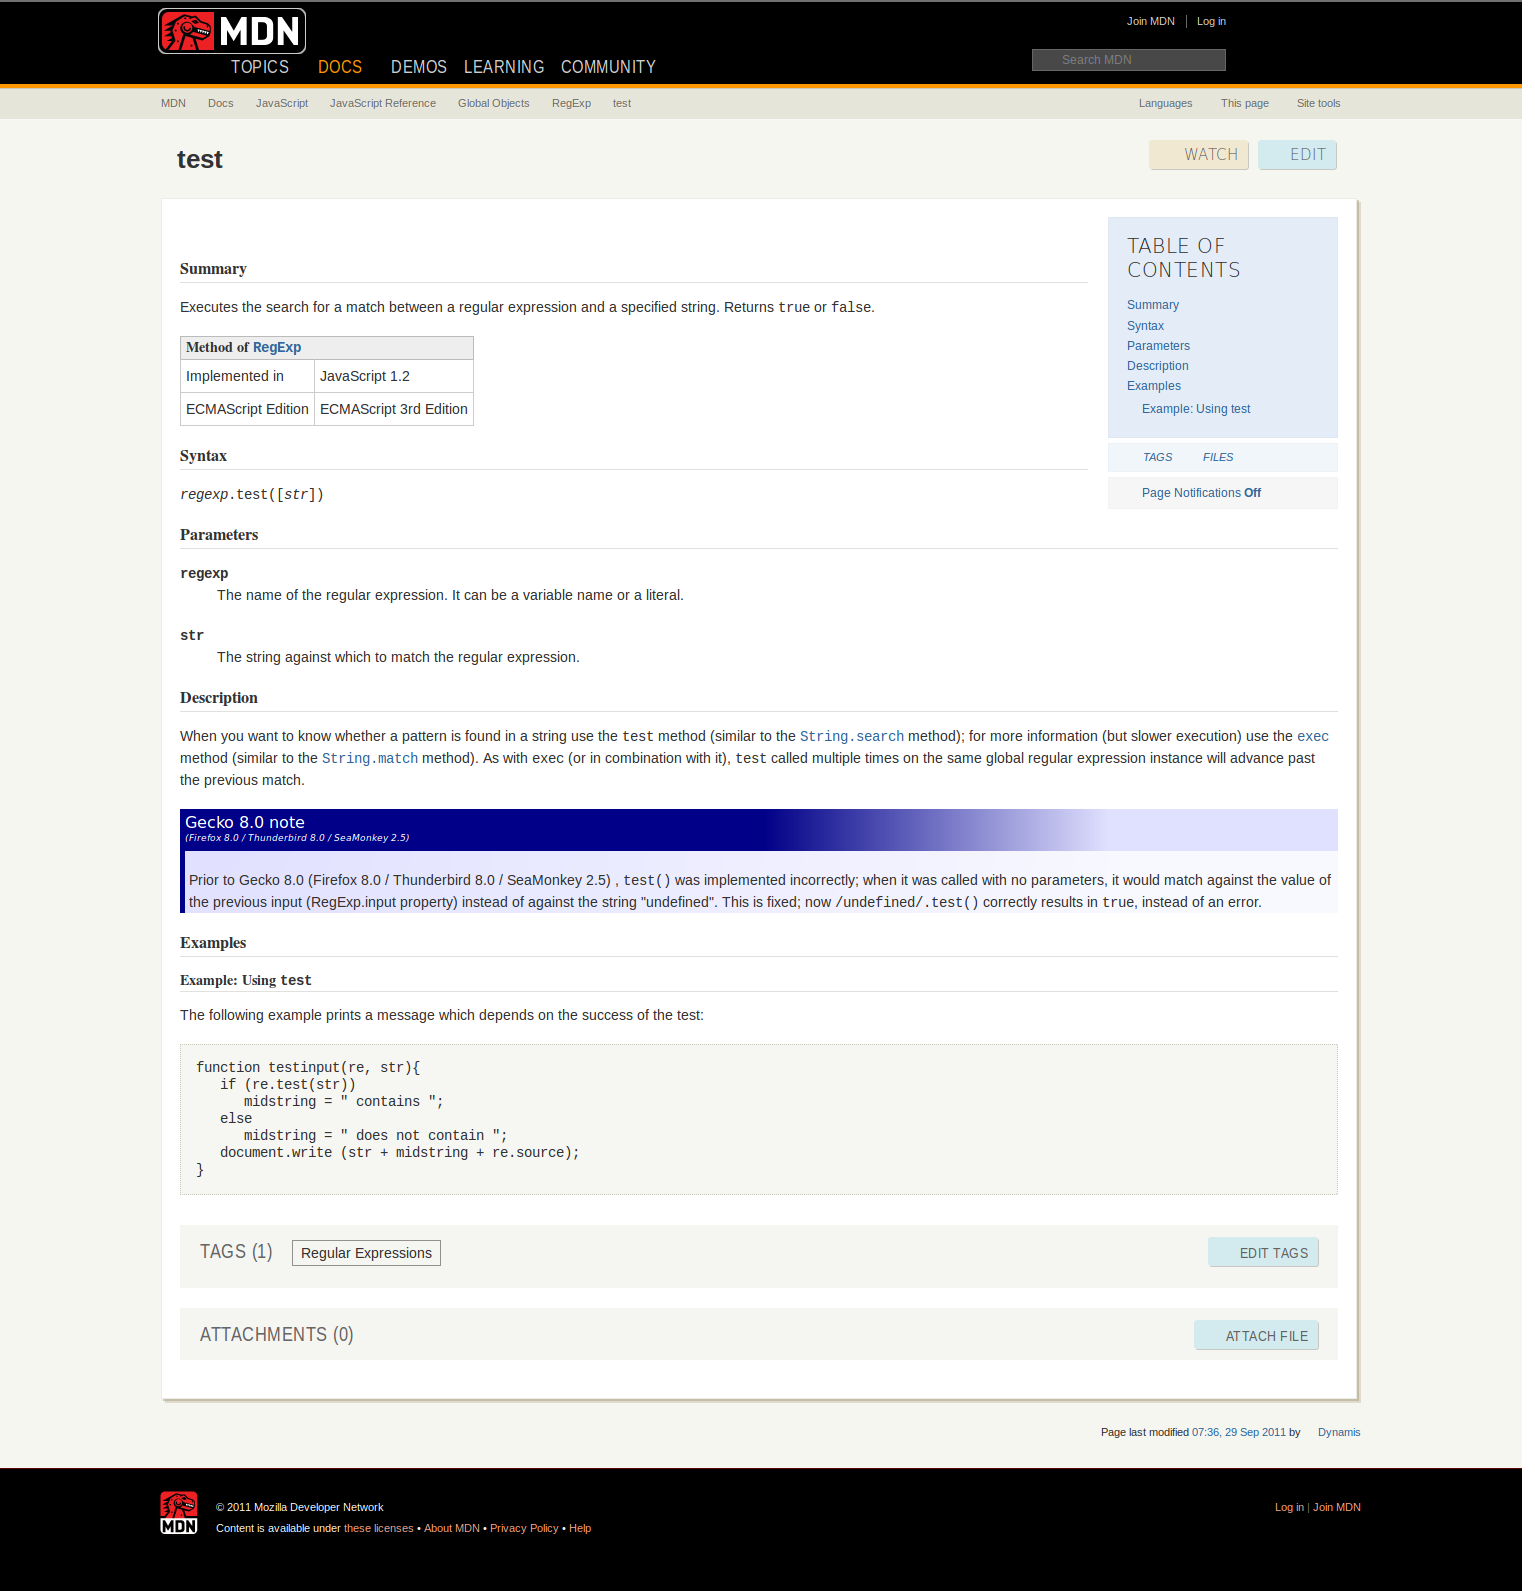 MDN
Join MDN | Log in
TOPICS DOCS DEMOS LEARNING COMMUNITY
Search MDN
MDN Docs JavaScript JavaScript Reference Global Objects RegExp test
Languages This page Site tools
test
WATCH EDIT
TABLE OF
CONTENTS
Summary
Syntax
Parameters
Description
Examples
Example: Using test
TAGS FILES
Page Notifications Off
Summary
Executes the search for a match between a regular expression and a specified string. Returns true or false.
Method of RegExp
Implemented in JavaScript 1.2
ECMAScript Edition ECMAScript 3rd Edition
Syntax
regexp.test([str])
Parameters
regexp
The name of the regular expression. It can be a variable name or a literal.
str
The string against which to match the regular expression.
Description
When you want to know whether a pattern is found in a string use the test method (similar to the String.search method); for more information (but slower execution) use the exec
method (similar to the String.match method). As with exec (or in combination with it), test called multiple times on the same global regular expression instance will advance past
the previous match.
Gecko 8.0 note
(Firefox 8.0 / Thunderbird 8.0 / SeaMonkey 2.5)
Prior to Gecko 8.0 (Firefox 8.0 / Thunderbird 8.0 / SeaMonkey 2.5) , test() was implemented incorrectly; when it was called with no parameters, it would match against the value of
the previous input (RegExp.input property) instead of against the string "undefined". This is fixed; now /undefined/.test() correctly results in true, instead of an error.
Examples
Example: Using test
The following example prints a message which depends on the success of the test:
function testinput(re, str){
   if (re.test(str))
      midstring = " contains ";
   else
      midstring = " does not contain ";
   document.write (str + midstring + re.source);
}
TAGS (1) Regular Expressions EDIT TAGS
ATTACHMENTS (0) ATTACH FILE
Page last modified 07:36, 29 Sep 2011 by Dynamis
MDN
© 2011 Mozilla Developer Network
Content is available under these licenses • About MDN • Privacy Policy • Help
Log in | Join MDN